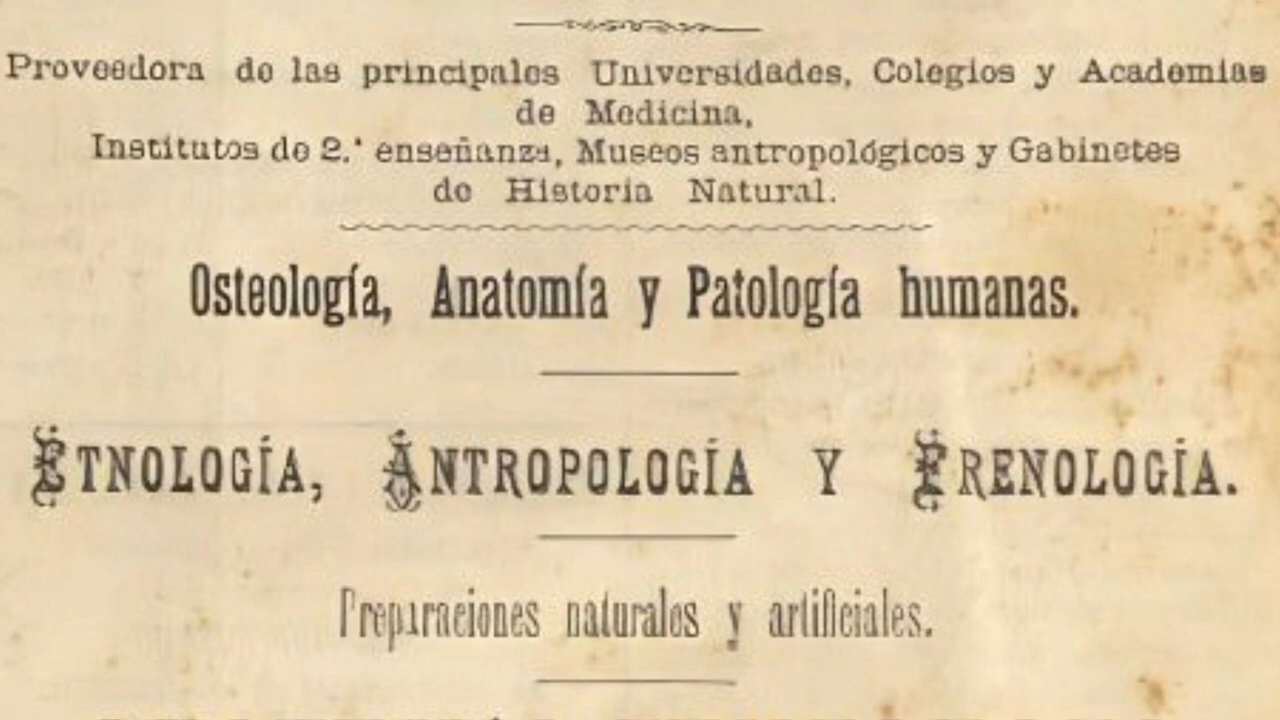 Proveedora de las principales Universidades, Colegios y Academias
de Medicina,
Institutos de 2.ª enseñanza, Museos antropológicos y Gabinetes
de Historia Natural.
Osteología, Anatomía y Patología humanas.
ETNOLOGÍA, ANTROPOLOGÍA Y FRENOLOGÍA.
Preparaciones naturales y artificiales.